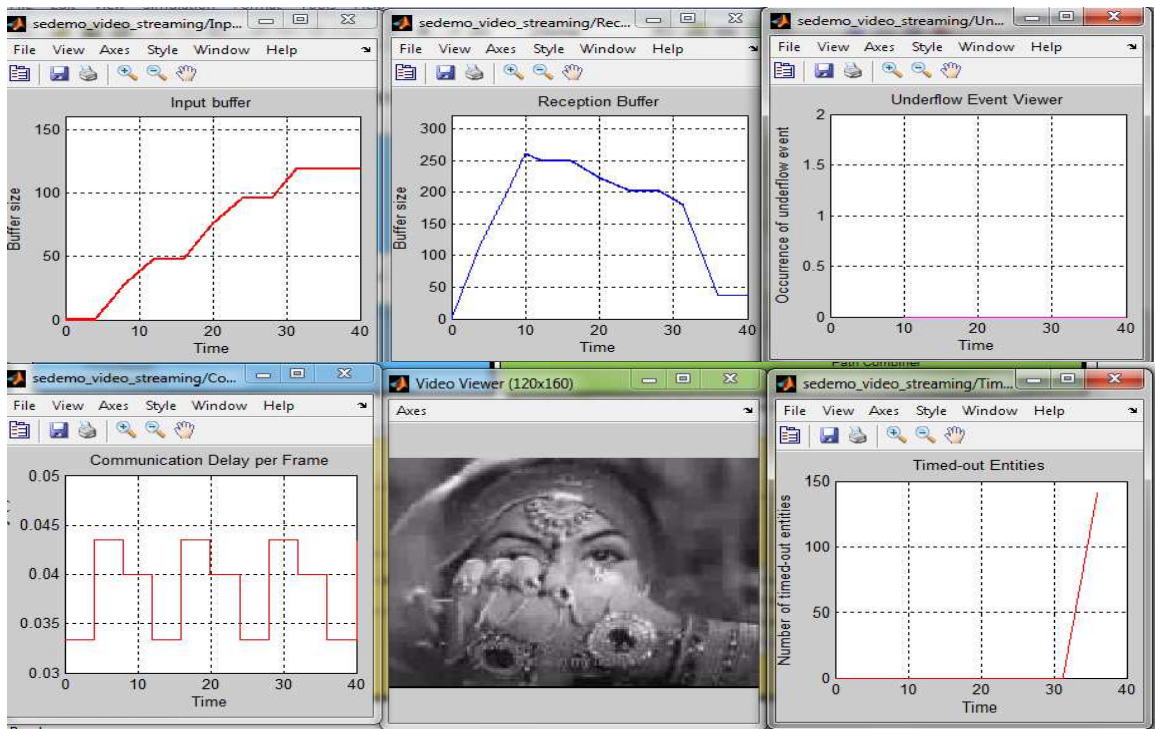 sedemo_video_streaming/Inp...
File View Axes Style Window Help
Input buffer
150
100
50
0
Buffer size
0 10 20 30 40
Time
sedemo_video_streaming/Rec...
File View Axes Style Window Help
Reception Buffer
300
250
200
150
100
50
0
Buffer size
0 10 20 30 40
Time
sedemo_video_streaming/Un...
File View Axes Style Window Help
Underflow Event Viewer
2
1.5
1
0.5
0
Occurrence of underflow event
0 10 20 30 40
Time
Path Combiner
sedemo_video_streaming/Co...
File View Axes Style Window Help
Communication Delay per Frame
0.05
0.045
0.04
0.035
0.03
0 10 20 30 40
Time
Video Viewer (120x160)
Axes
sedemo_video_streaming/Tim...
File View Axes Style Window Help
Timed-out Entities
150
100
50
0
Number of timed-out entities
0 10 20 30 40
Time